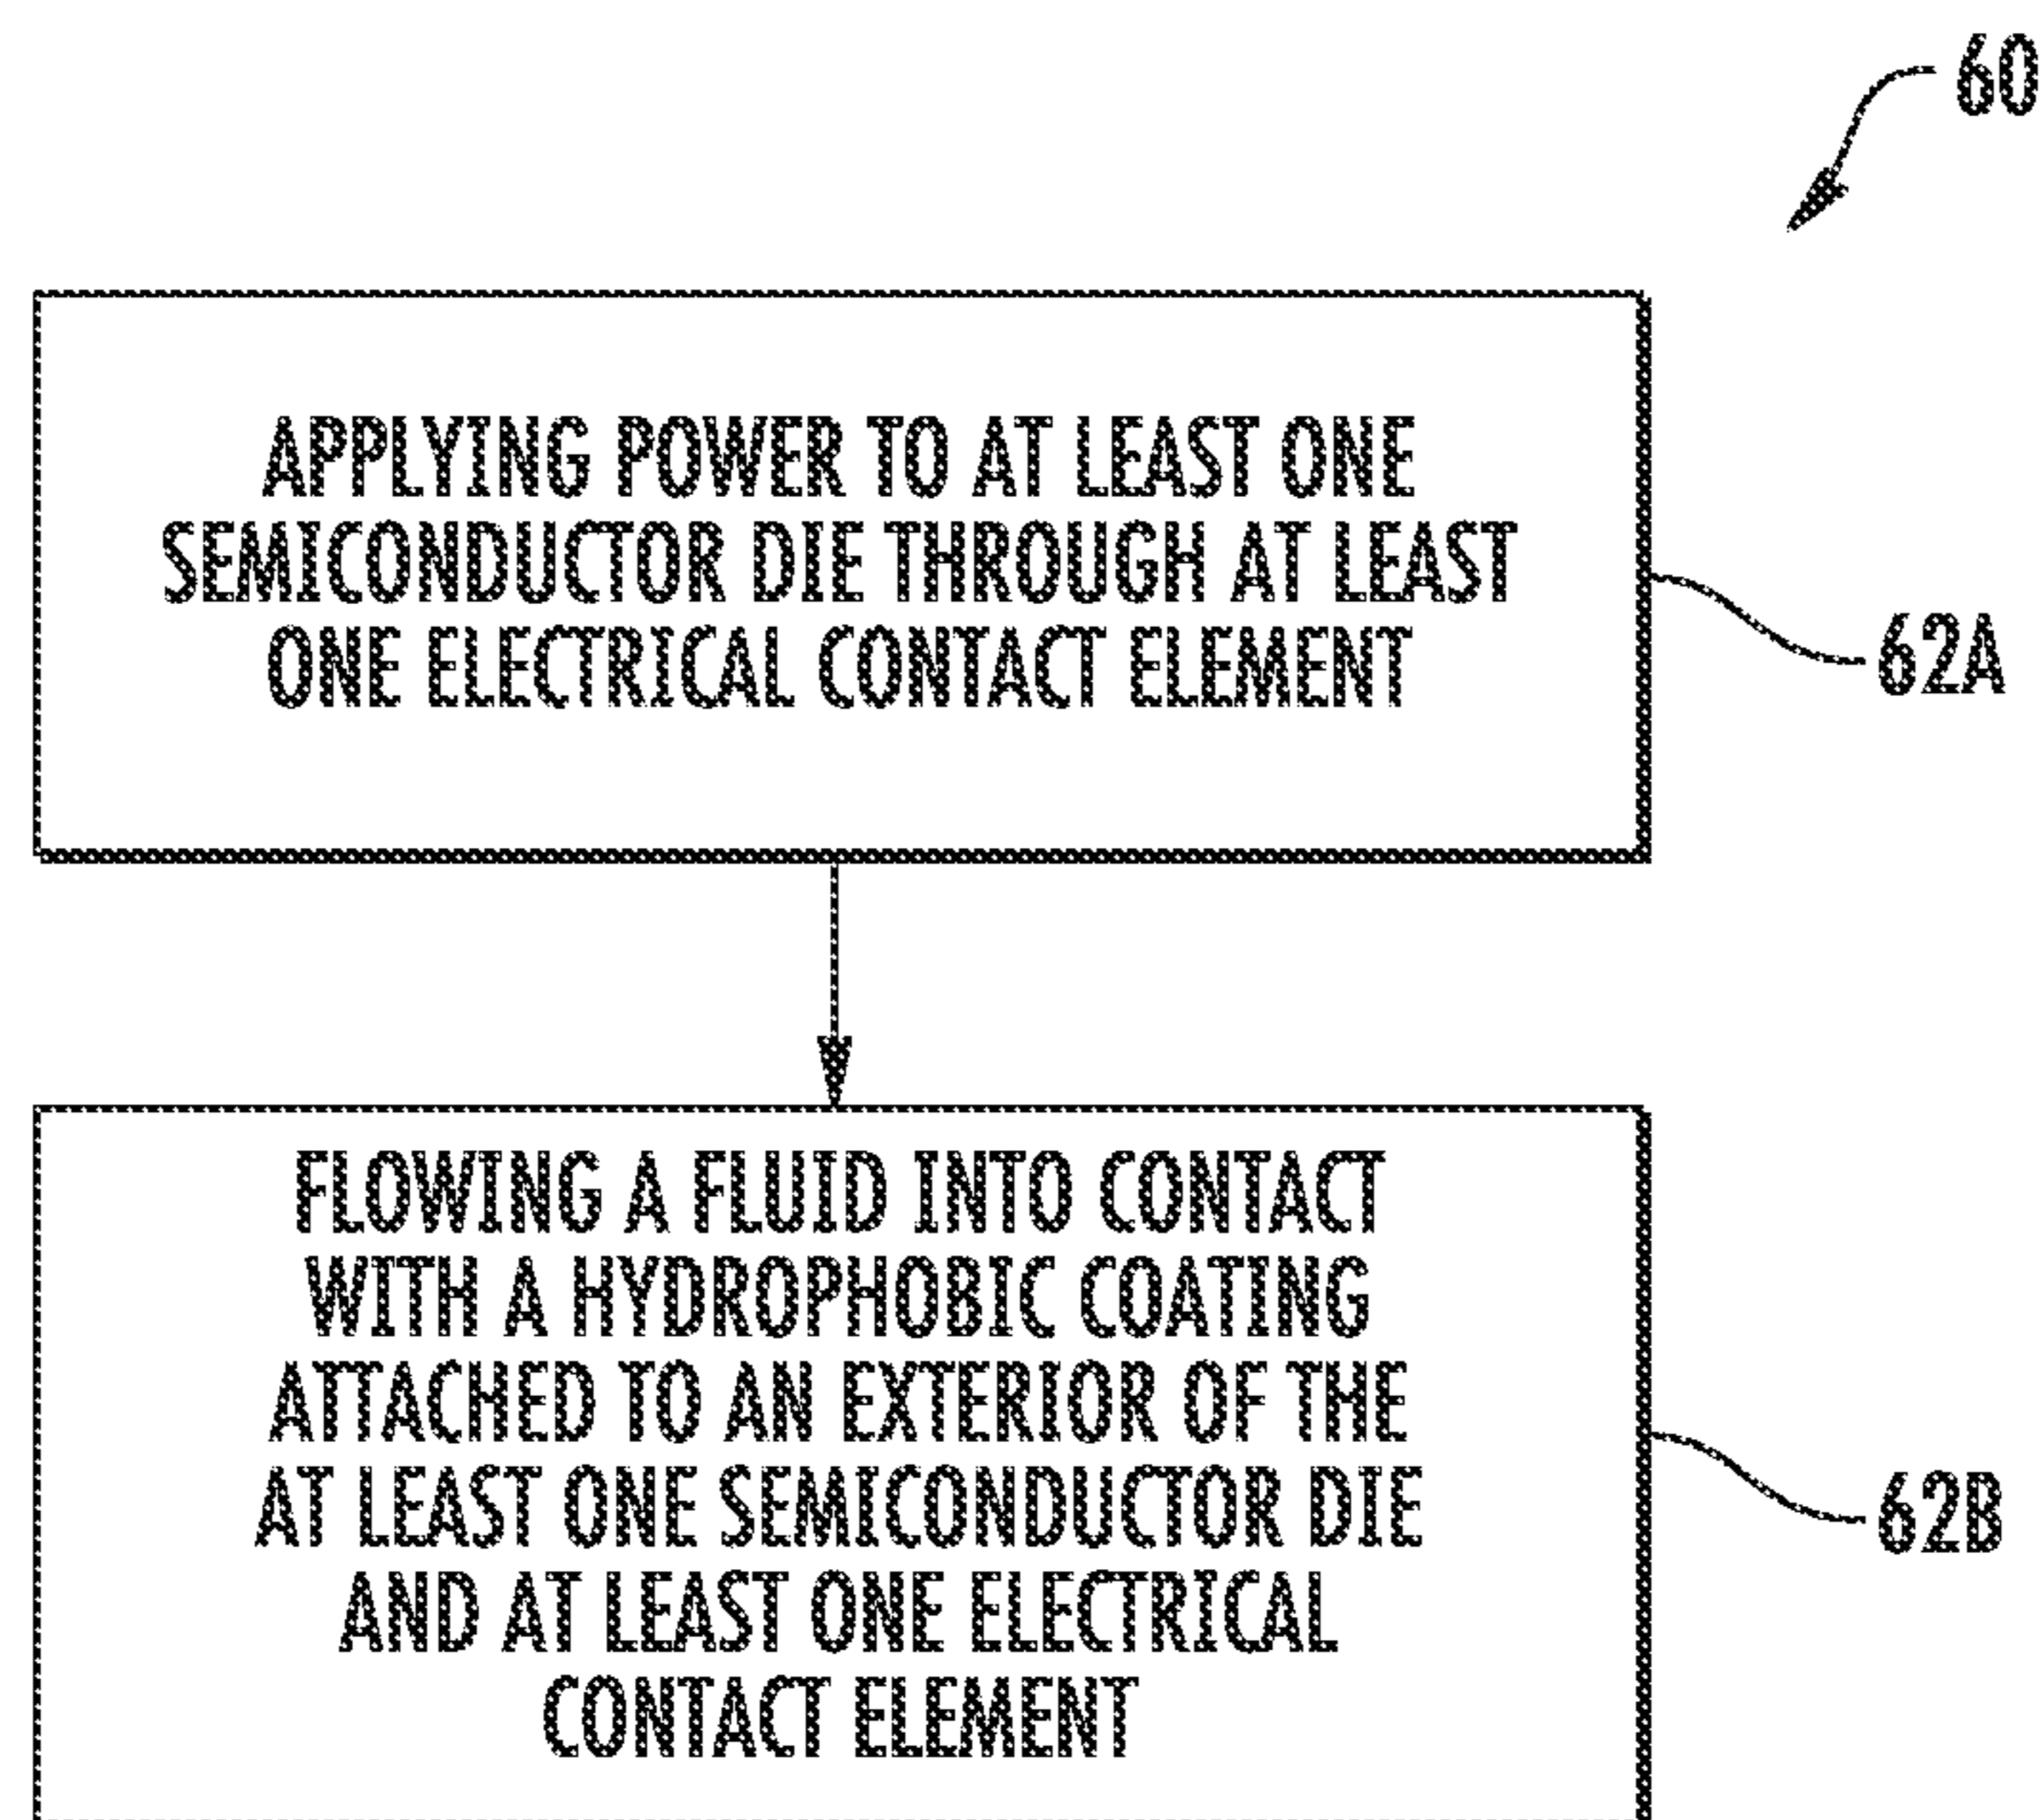 60
APPLYING POWER TO AT LEAST ONE
SEMICONDUCTOR DIE THROUGH AT LEAST
ONE ELECTRICAL CONTACT ELEMENT
62A
FLOWING A FLUID INTO CONTACT
WITH A HYDROPHOBIC COATING
ATTACHED TO AN EXTERIOR OF THE
AT LEAST ONE SEMICONDUCTOR DIE
AND AT LEAST ONE ELECTRICAL
CONTACT ELEMENT
62B